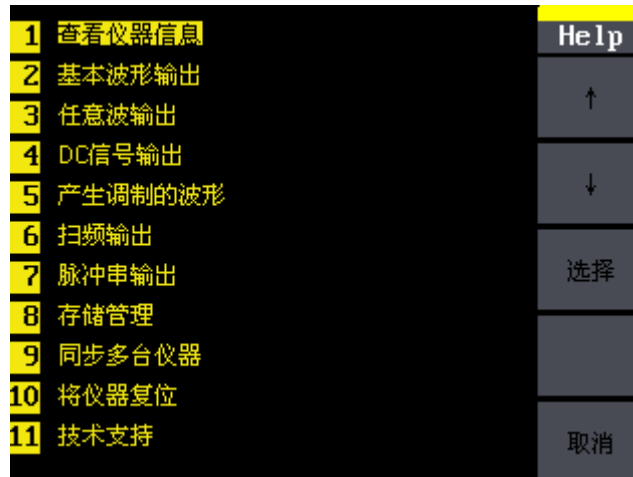 1 查看仪器信息
2 基本波形输出
3 任意波输出
4 DC信号输出
5 产生调制的波形
6 扫频输出
7 脉冲串输出
8 存储管理
9 同步多台仪器
10 将仪器复位
11 技术支持
Help
↑
↓
选择
取消